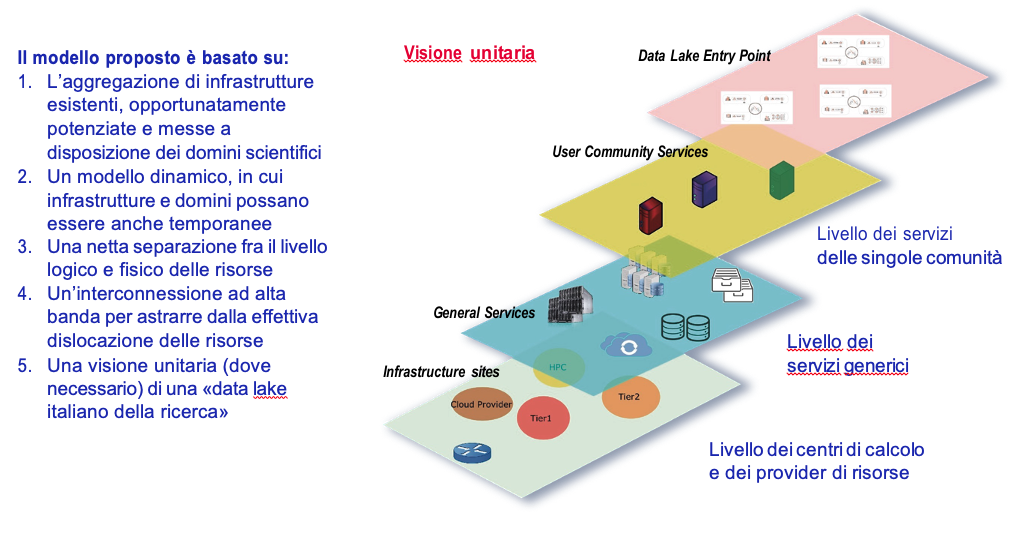 Il modello proposto è basato su:
1. L’aggregazione di infrastrutture
esistenti, opportunatamente
potenziate e messe a
disposizione dei domini scientifici
2. Un modello dinamico, in cui
infrastrutture e domini possano
essere anche temporanee
3. Una netta separazione fra il livello
logico e fisico delle risorse
4. Un’interconnessione ad alta
banda per astrarre dalla effettiva
dislocazione delle risorse
5. Una visione unitaria (dove
necessario) di una «data lake
italiano della ricerca»
Visione unitaria
Data Lake Entry Point
User Community Services
Livello dei servizi
delle singole comunità
General Services
Livello dei
servizi generici
Infrastructure sites
HPC
Cloud Provider
Tier1
Tier2
Livello dei centri di calcolo
e dei provider di risorse